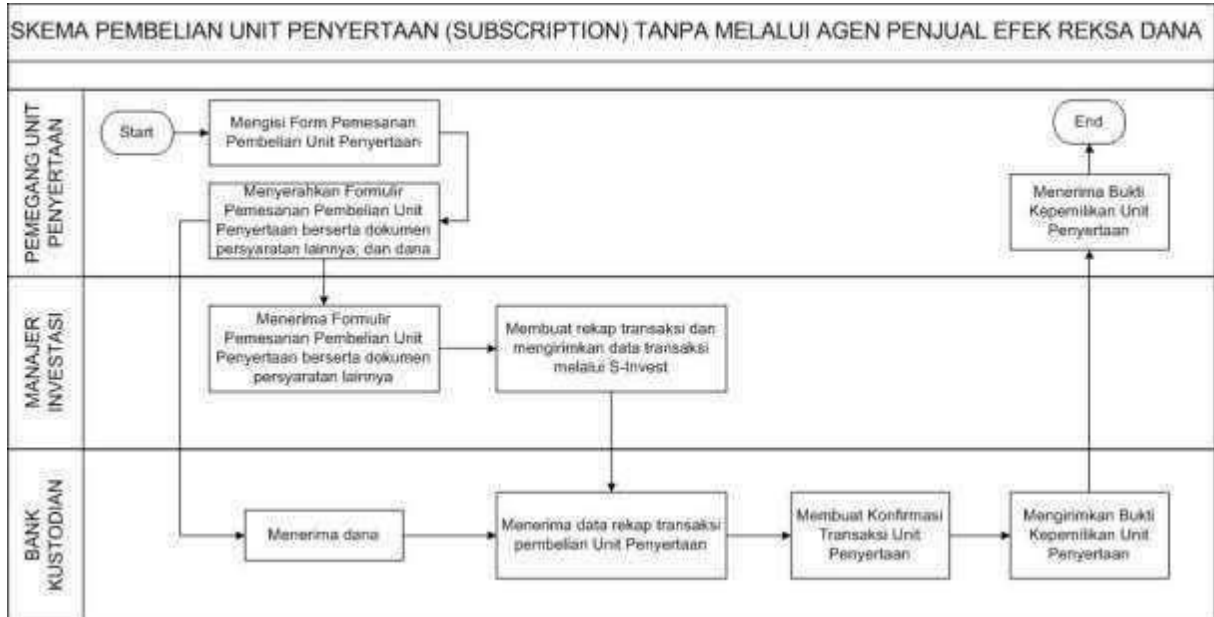 SKEMA PEMBELIAN UNIT PENYERTAAN (SUBSCRIPTION) TANPA MELALUI AGEN PENJUAL EFEK REKSA DANA
PEMEGANG UNIT
PENYERTAAN
Start
Mengisi Form Pemesanan
Pembelian Unit Penyertaan
Menyerahkan Formulir
Pemesanan Pembelian Unit
Penyertaan berserta dokumen
persyaratan lainnya; dan dana
End
Menerima Bukti
Kepemilikan Unit
Penyertaan
MANAJER
INVESTASI
Menerima Formulir
Pemesanan Pembelian Unit
Penyertaan berserta dokumen
persyaratan lainnya
Membuat rekap transaksi dan
mengirimkan data transaksi
melalui S-Invest
BANK
KUSTODIAN
Menerima dana
Menerima data rekap transaksi
pembelian Unit Penyertaan
Membuat Konfirmasi
Transaksi Unit
Penyertaan
Mengirimkan Bukti
Kepemilikan Unit
Penyertaan